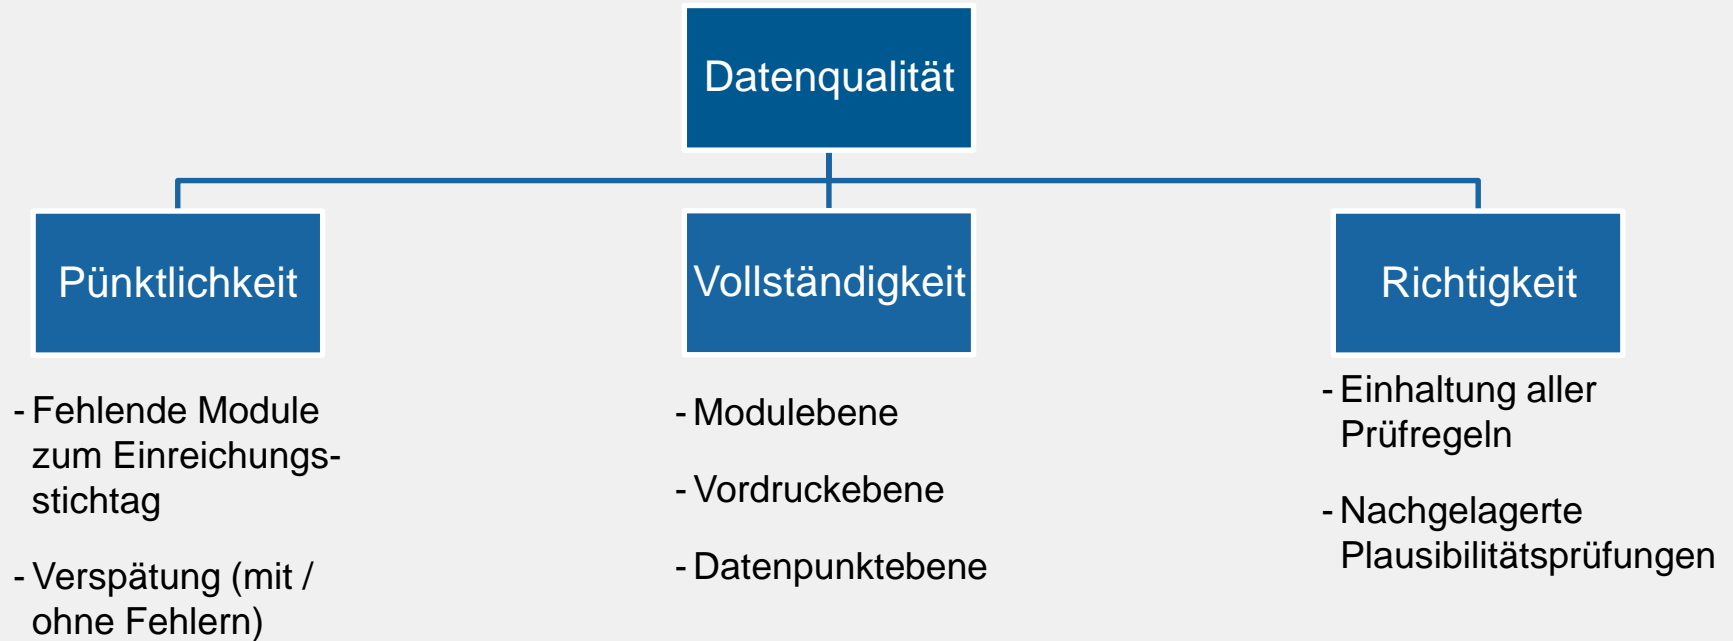 Datenqualität
Pünktlichkeit
- Fehlende Module
zum Einreichungs-
stichtag
- Verspätung (mit /
ohne Fehlern)
Vollständigkeit
- Modulebene
- Vordruckebene
- Datenpunktebene
Richtigkeit
- Einhaltung aller
Prüfregeln
- Nachgelagerte
Plausibilitätsprüfungen